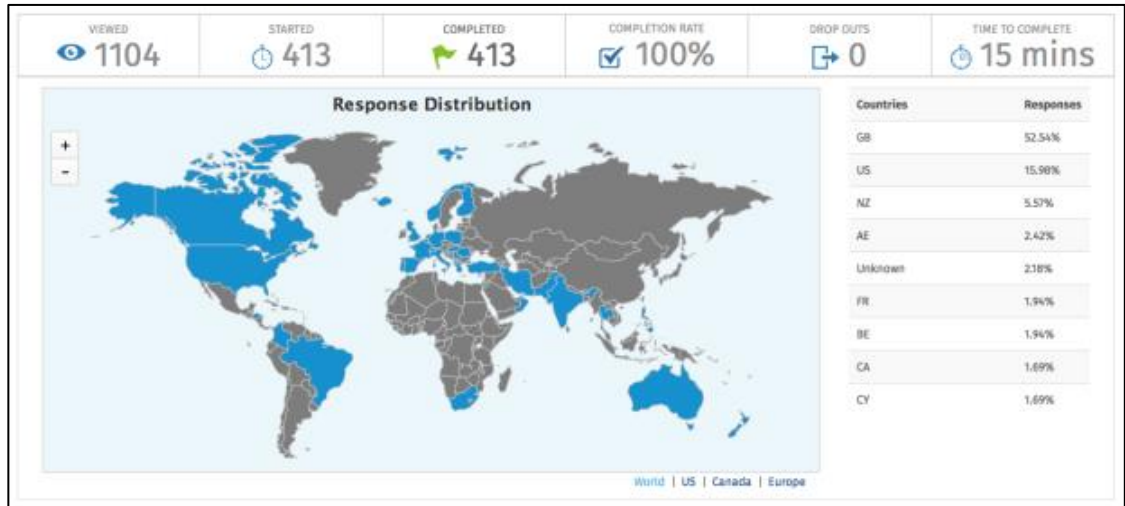 VIEWED STARTED COMPLETED COMPLETION RATE DROP OUTS TIME TO COMPLETE
1104 413 413 100% 0 15 mins
Response Distribution
+
-
Countries Responses
GB 52.54%
US 15.98%
NZ 5.57%
AE 2.42%
Unknown 2.18%
FR 1.94%
BE 1.94%
CA 1.69%
CY 1.69%
World | US | Canada | Europe